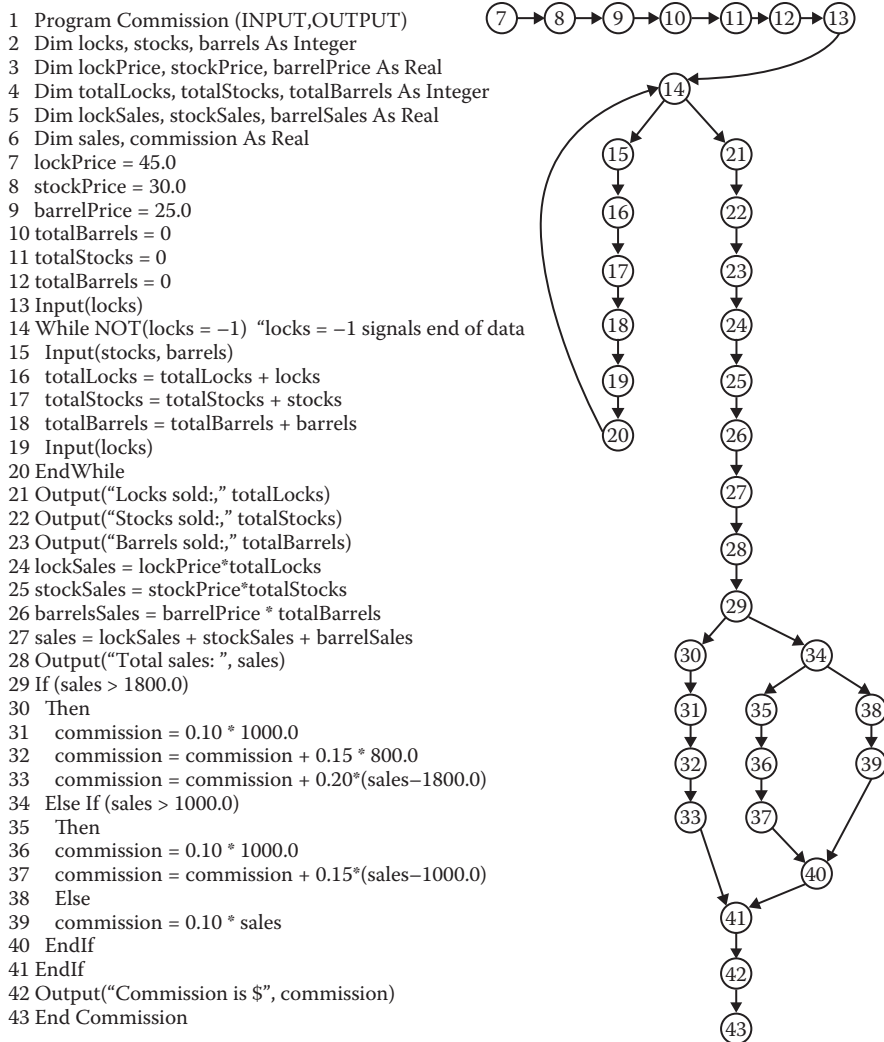 1 Program Commission (INPUT,OUTPUT)
2 Dim locks, stocks, barrels As Integer
3 Dim lockPrice, stockPrice, barrelPrice As Real
4 Dim totalLocks, totalStocks, totalBarrels As Integer
5 Dim lockSales, stockSales, barrelSales As Real
6 Dim sales, commission As Real
7 lockPrice = 45.0
8 stockPrice = 30.0
9 barrelPrice = 25.0
10 totalBarrels = 0
11 totalStocks = 0
12 totalBarrels = 0
13 Input(locks)
14 While NOT(locks = –1) “locks = –1 signals end of data
15 Input(stocks, barrels)
16 totalLocks = totalLocks + locks
17 totalStocks = totalStocks + stocks
18 totalBarrels = totalBarrels + barrels
19 Input(locks)
20 EndWhile
21 Output(“Locks sold:,” totalLocks)
22 Output(“Stocks sold:,” totalStocks)
23 Output(“Barrels sold:,” totalBarrels)
24 lockSales = lockPrice*totalLocks
25 stockSales = stockPrice*totalStocks
26 barrelsSales = barrelPrice * totalBarrels
27 sales = lockSales + stockSales + barrelSales
28 Output(“Total sales: ”, sales)
29 If (sales > 1800.0)
30 Then
31 commission = 0.10 * 1000.0
32 commission = commission + 0.15 * 800.0
33 commission = commission + 0.20*(sales–1800.0)
34 Else If (sales > 1000.0)
35 Then
36 commission = 0.10 * 1000.0
37 commission = commission + 0.15*(sales–1000.0)
38 Else
39 commission = 0.10 * sales
40 EndIf
41 EndIf
42 Output(“Commission is $”, commission)
43 End Commission
7 8 9 10 11 12 13
14
15 21
16 22
17 23
18 24
19 25
20 26
27
28
29
30 34
31 35 38
32 36 39
33 37
40
41
42
43